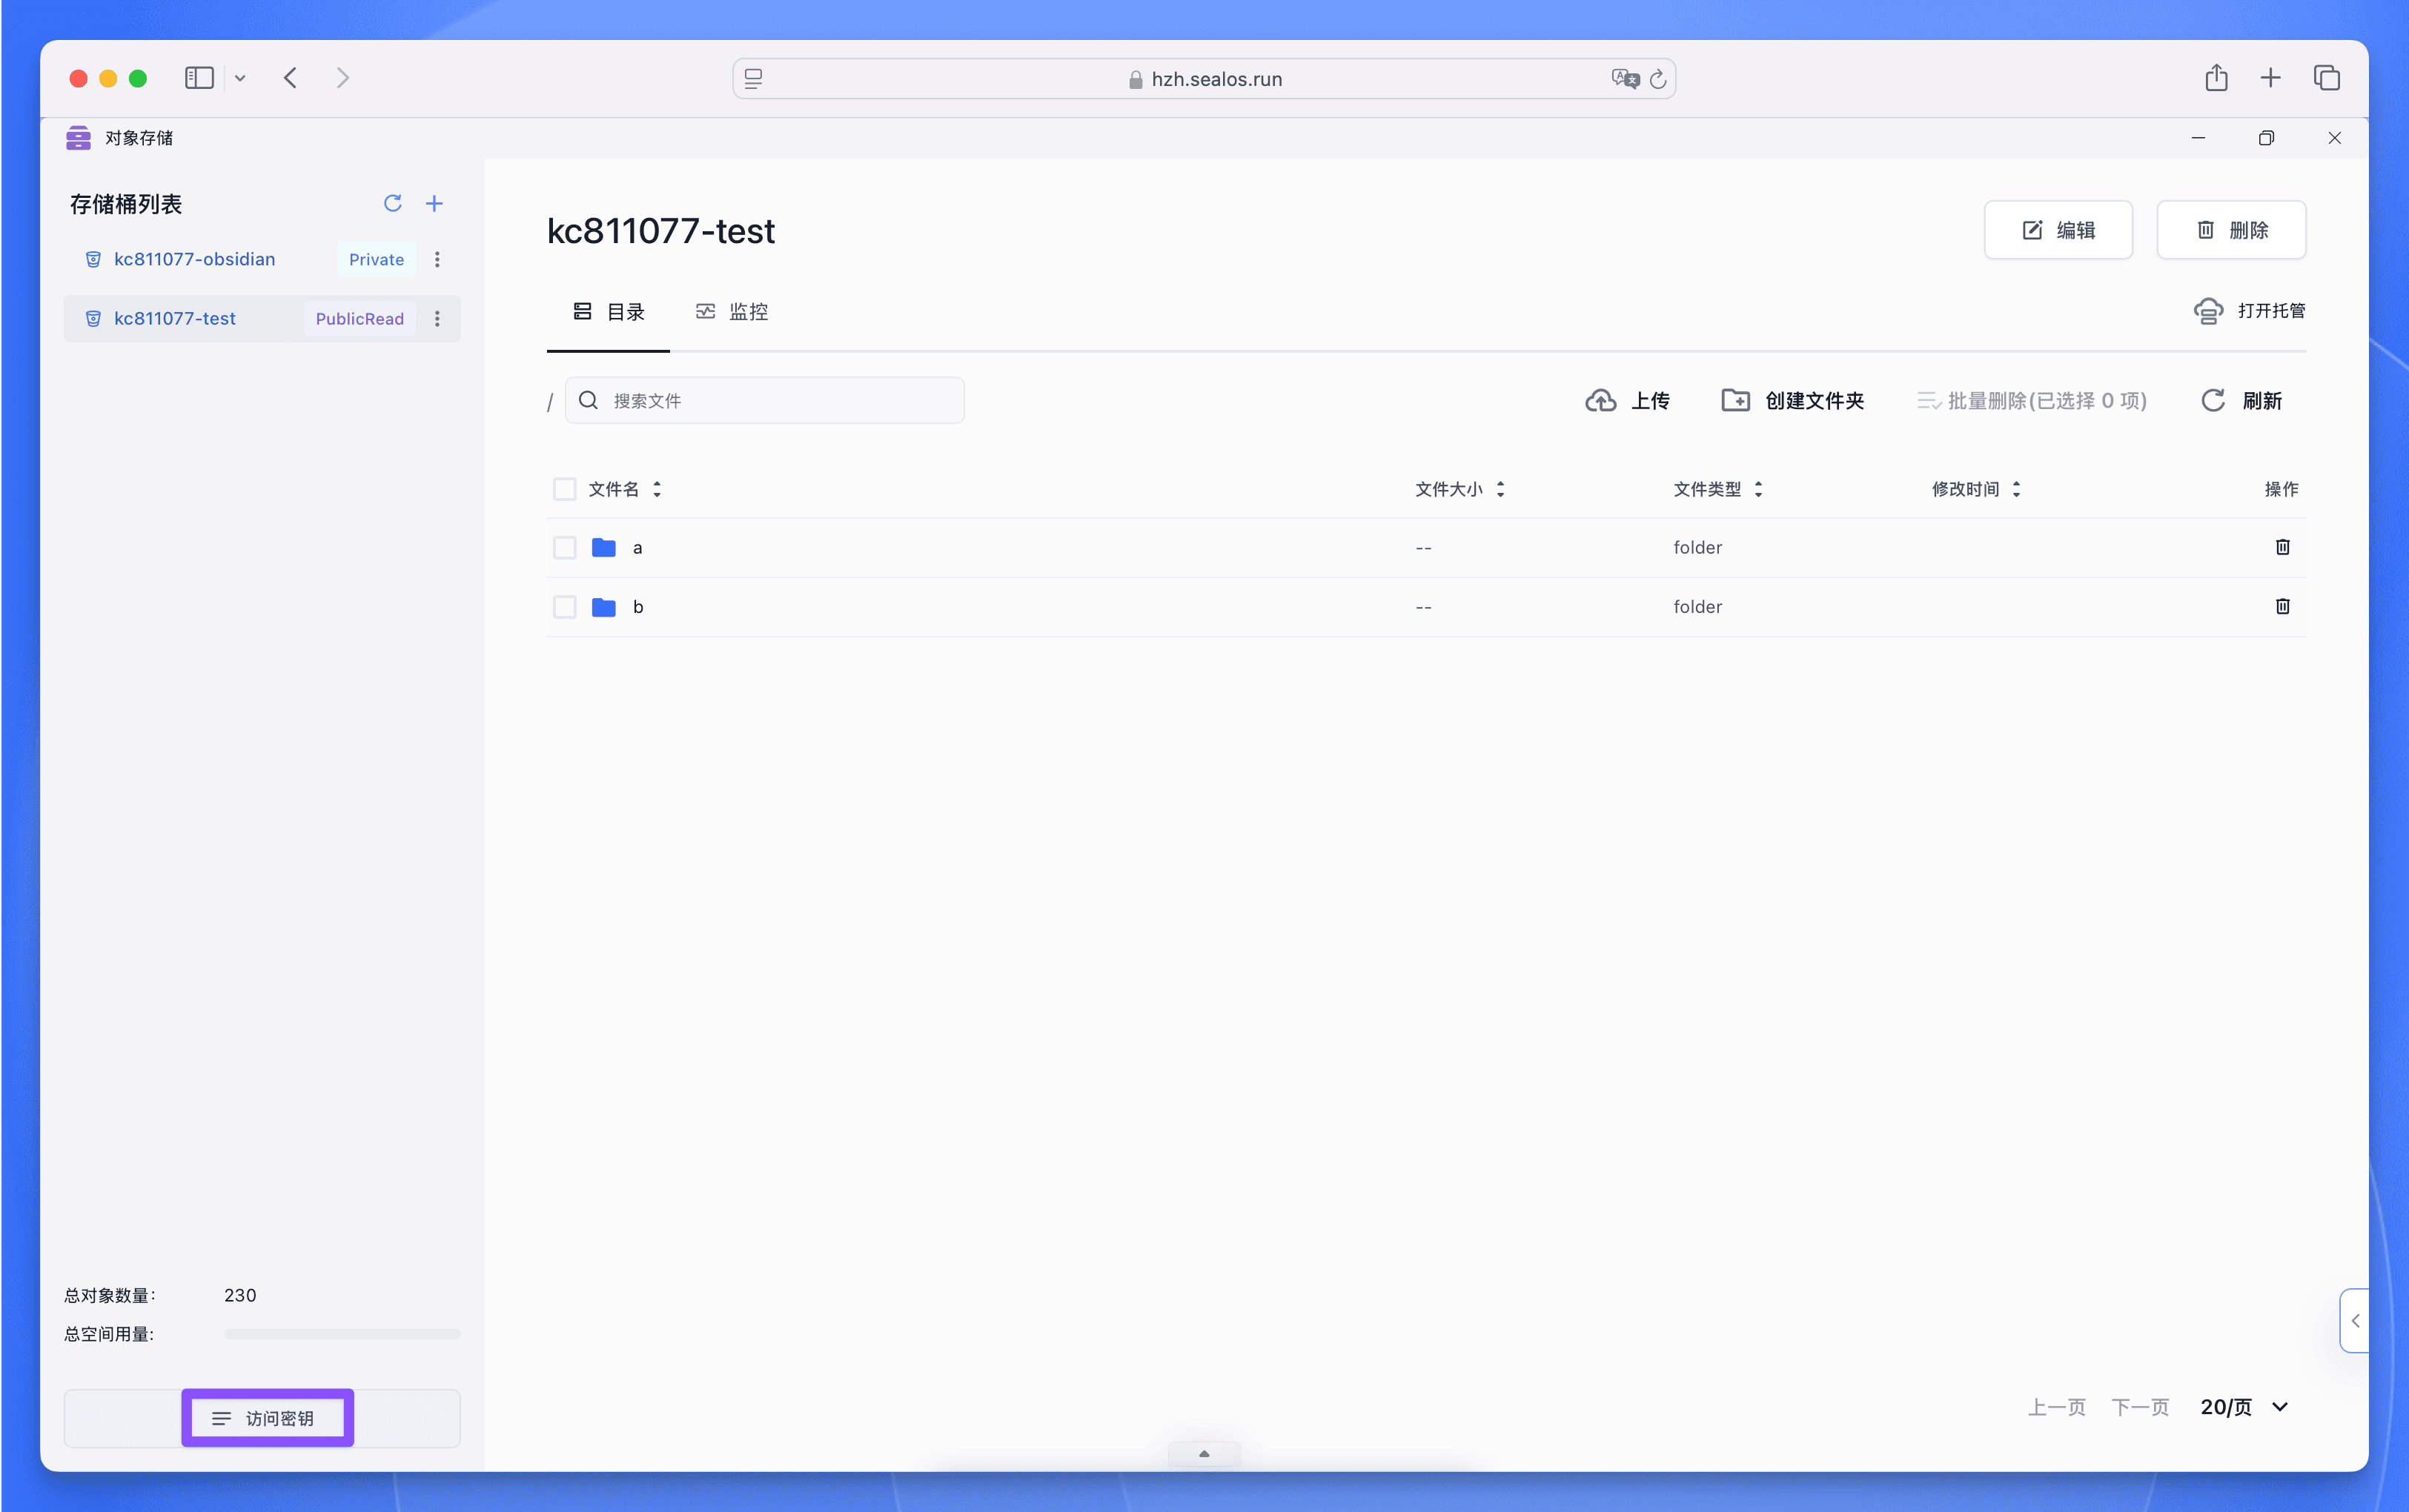 hzh.sealos.run
对象存储
存储桶列表
kc811077-obsidian Private
kc811077-test PublicRead
总对象数量: 230
总空间用量:
访问密钥
kc811077-test
编辑 删除
目录 监控 打开托管
/ 搜索文件 上传 创建文件夹 批量删除(已选择 0 项) 刷新
文件名 文件大小 文件类型 修改时间 操作
a -- folder
b -- folder
上一页 下一页 20/页